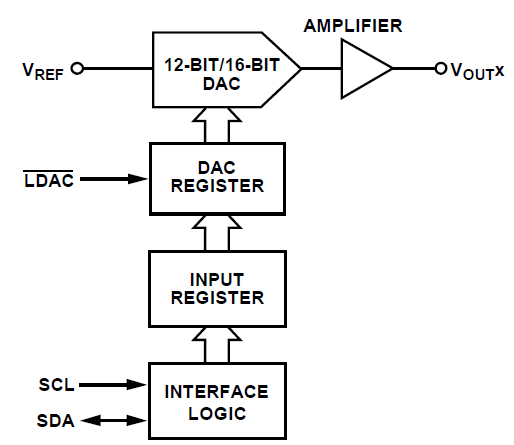 AMPLIFIER
VREF
12-BIT/16-BIT
DAC
VOUTx
DAC
REGISTER
LDAC
INPUT
REGISTER
SCL
SDA
INTERFACE
LOGIC